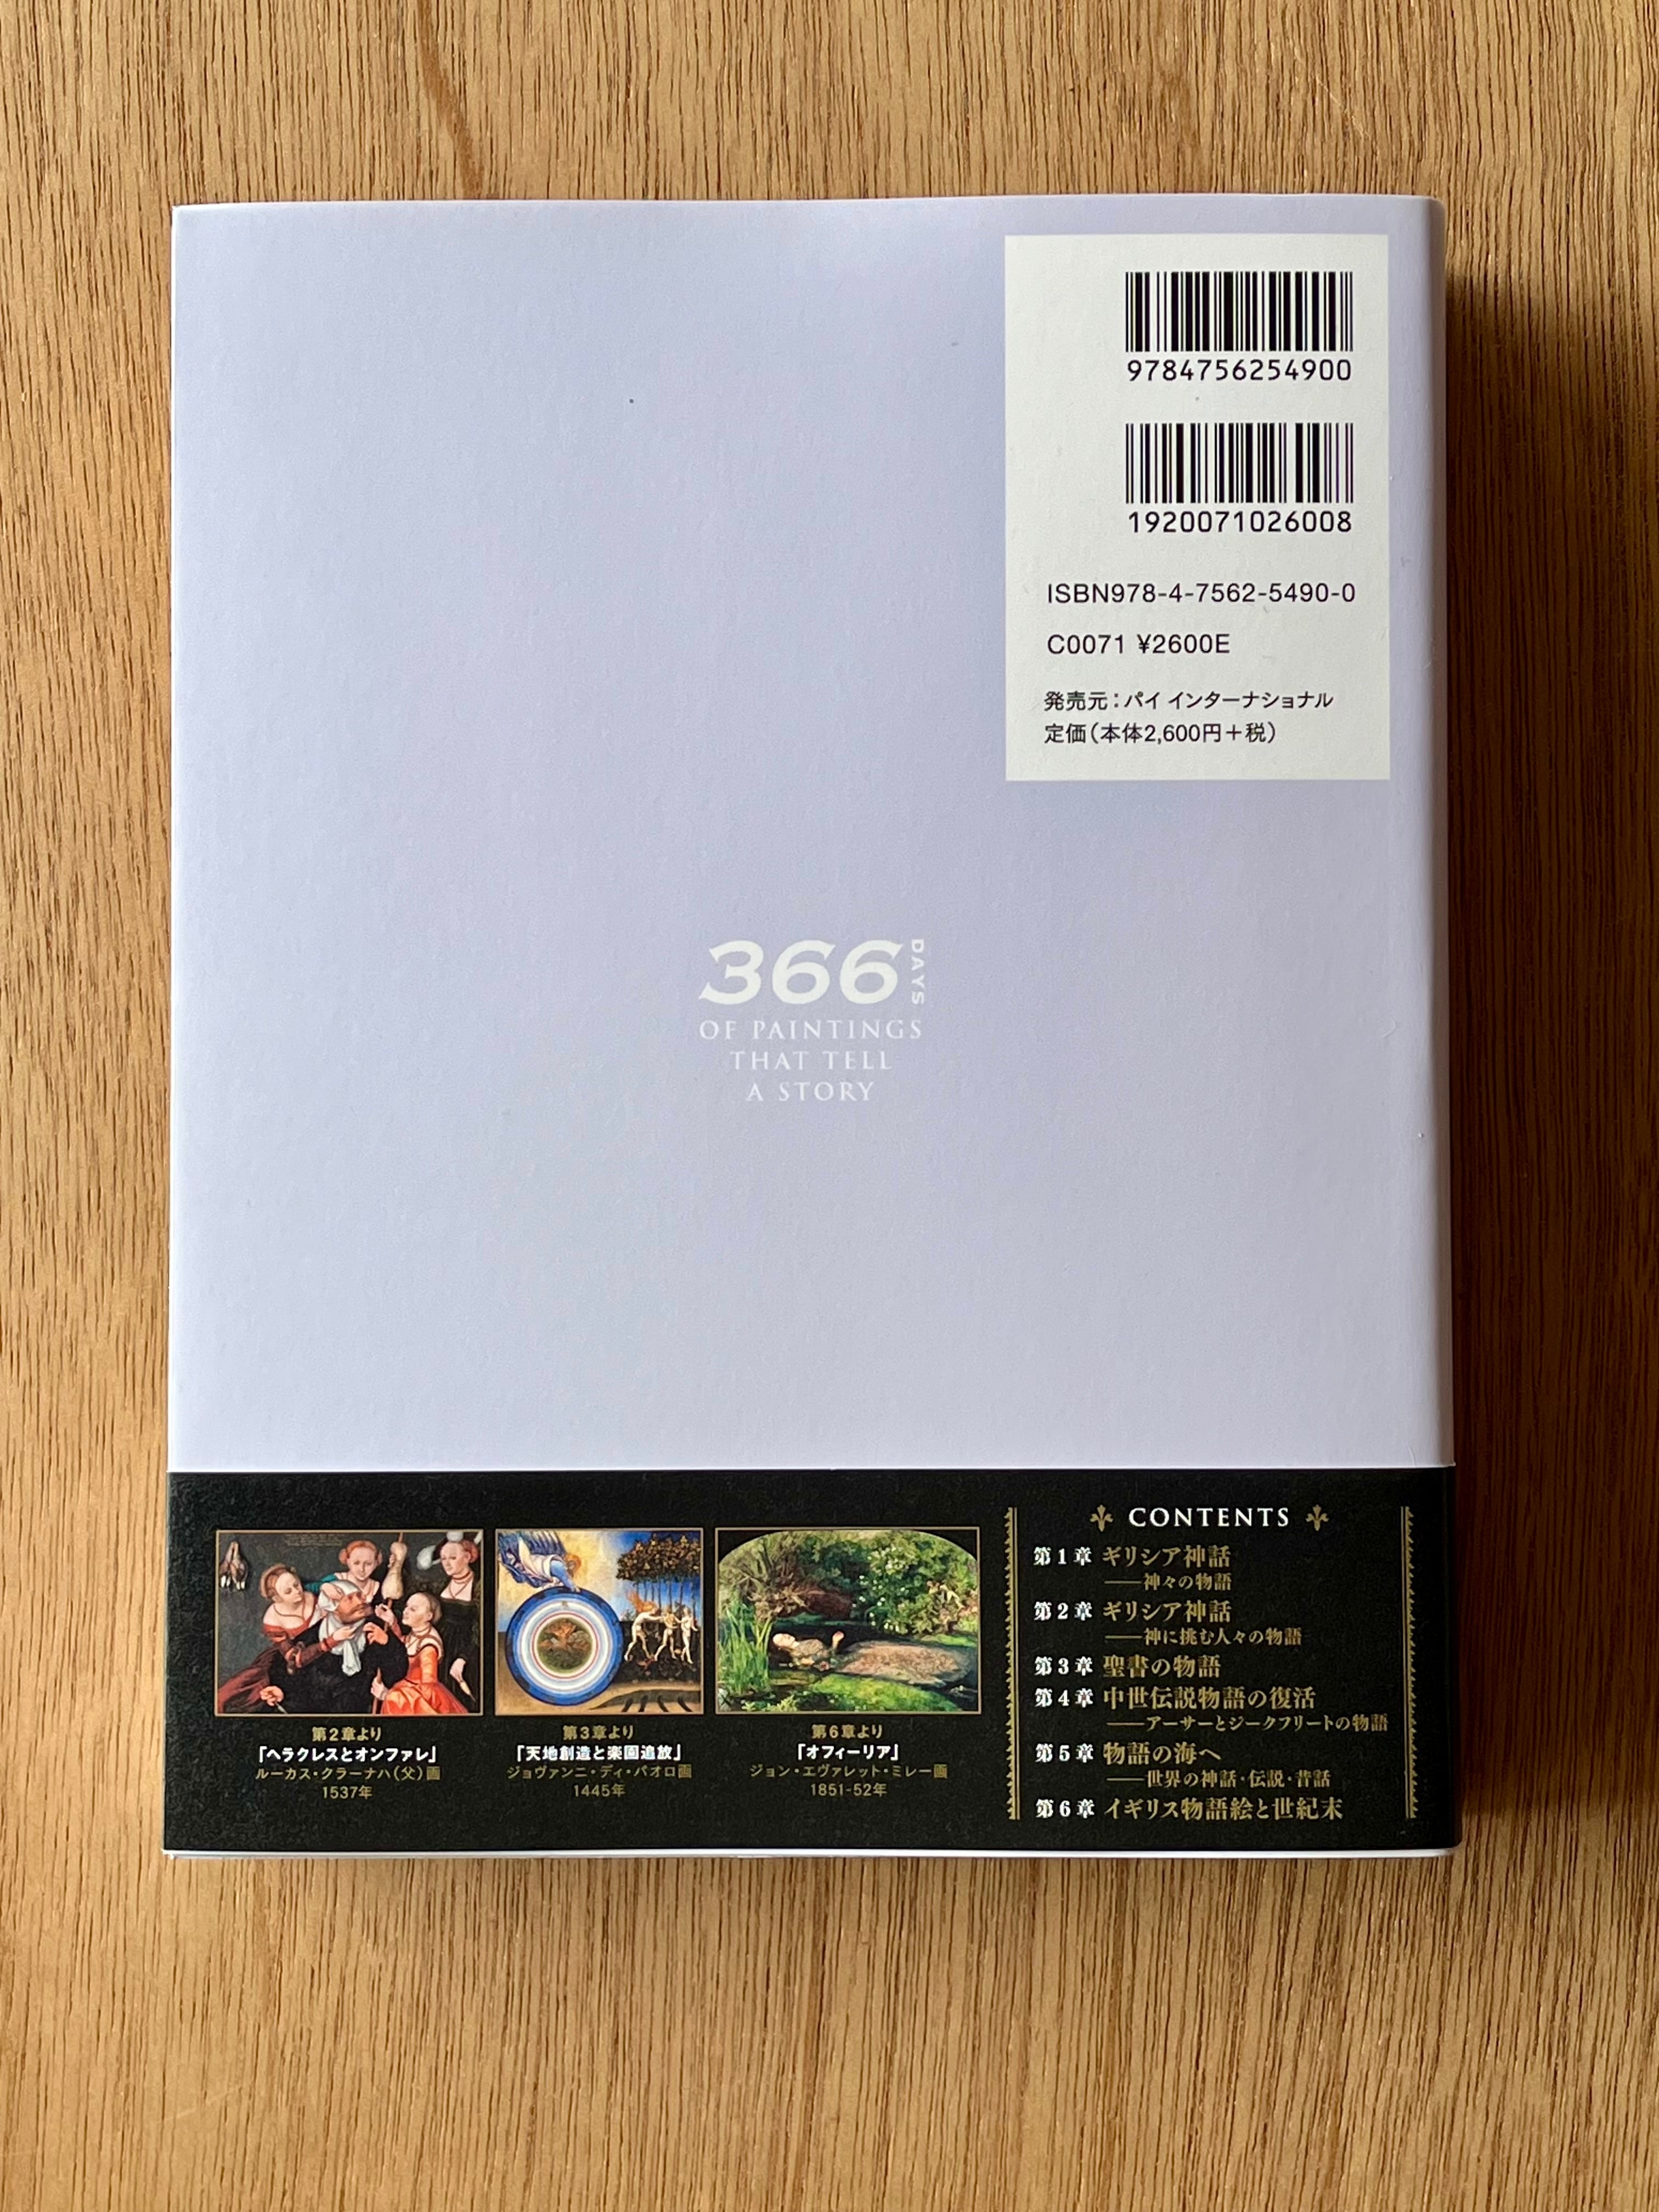 9784756254900
1920071026008
ISBN978-4-7562-5490-0
C0071 ¥2600E
発売元：パイ インターナショナル
定価（本体2,600円＋税）
366 DAYS
OF PAINTINGS
THAT TELL
A STORY
第2章より
「ヘラクレスとオンファレ」
ルーカス・クラーナハ（父）画
1537年
第3章より
「天地創造と楽園追放」
ジョヴァンニ・ディ・パオロ画
1445年
第6章より
「オフィーリア」
ジョン・エヴァレット・ミレー画
1851-52年
CONTENTS
第1章 ギリシア神話
——神々の物語
第2章 ギリシア神話
——神に挑む人々の物語
第3章 聖書の物語
第4章 中世伝説物語の復活
——アーサーとジークフリートの物語
第5章 物語の海へ
——世界の神話・伝説・昔話
第6章 イギリス物語絵と世紀末